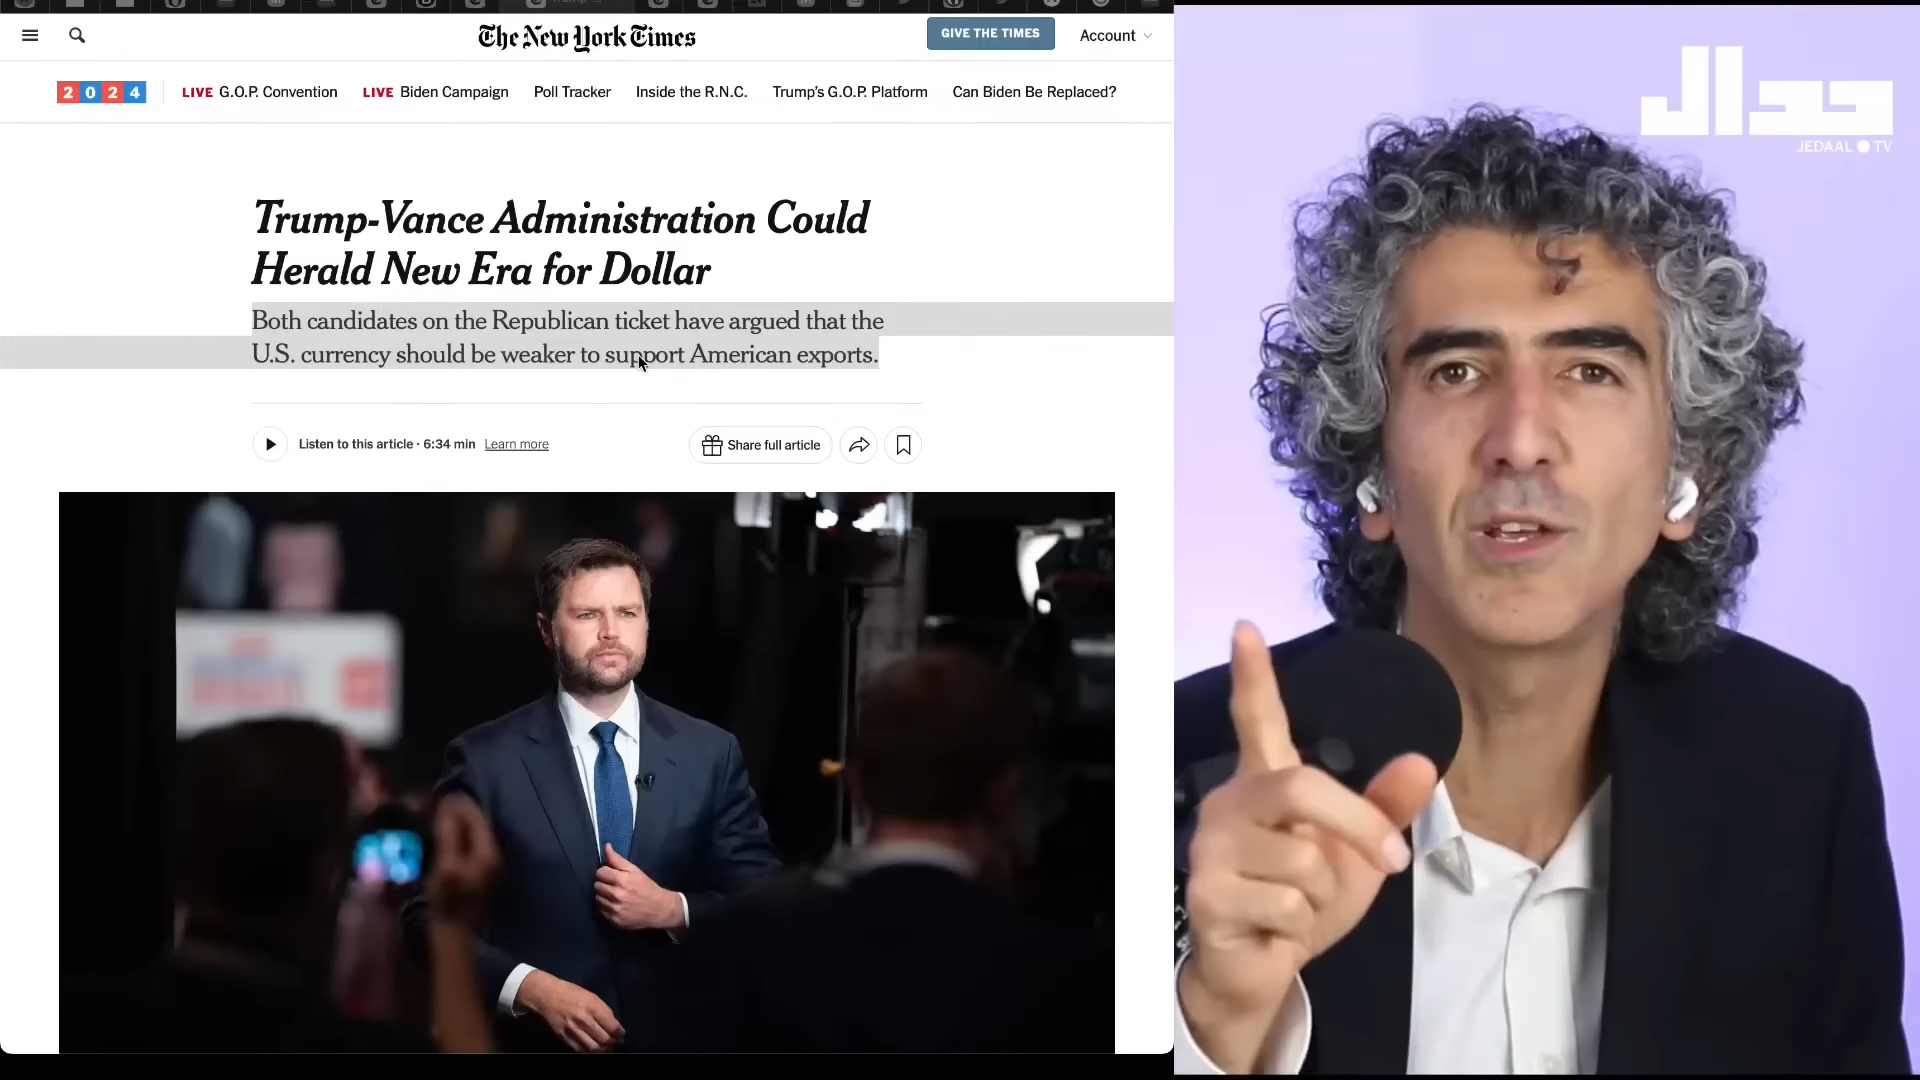 The New York Times
GIVE THE TIMES
Account
2024
LIVE G.O.P. Convention
LIVE Biden Campaign
Poll Tracker
Inside the R.N.C.
Trump's G.O.P. Platform
Can Biden Be Replaced?
Trump-Vance Administration Could
Herald New Era for Dollar
Both candidates on the Republican ticket have argued that the
U.S. currency should be weaker to support American exports.
Listen to this article · 6:34 min Learn more
Share full article
جدال
JEDAAL TV